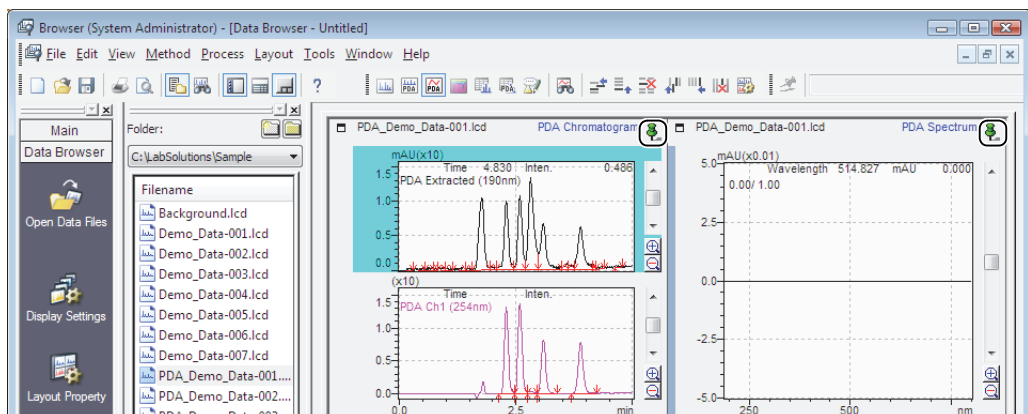 Browser (System Administrator) - [Data Browser - Untitled]
File Edit View Method Process Layout Tools Window Help
Main
Data Browser
Open Data Files
Display Settings
Layout Property
Folder:
C:\LabSolutions\Sample
Filename
Background.lcd
Demo_Data-001.lcd
Demo_Data-002.lcd
Demo_Data-003.lcd
Demo_Data-004.lcd
Demo_Data-005.lcd
Demo_Data-006.lcd
Demo_Data-007.lcd
PDA_Demo_Data-001....
PDA_Demo_Data-002....
PDA_Demo_Data-001.lcd PDA Chromatogram
mAU(x10)
Time 4.830 Inten. 0.486
PDA Extracted (190nm)
1.5
1.0
0.5
0.0
(x10)
Time Inten.
PDA Ch1 (254nm)
1.5
1.0
0.5
0.0
0.0 2.5 min
PDA_Demo_Data-001.lcd PDA Spectrum
mAU(x0.01)
Wavelength 514.827 mAU 0.000
0.00/ 1.00
5.0
2.5
0.0
-2.5
-5.0
250 500 nm